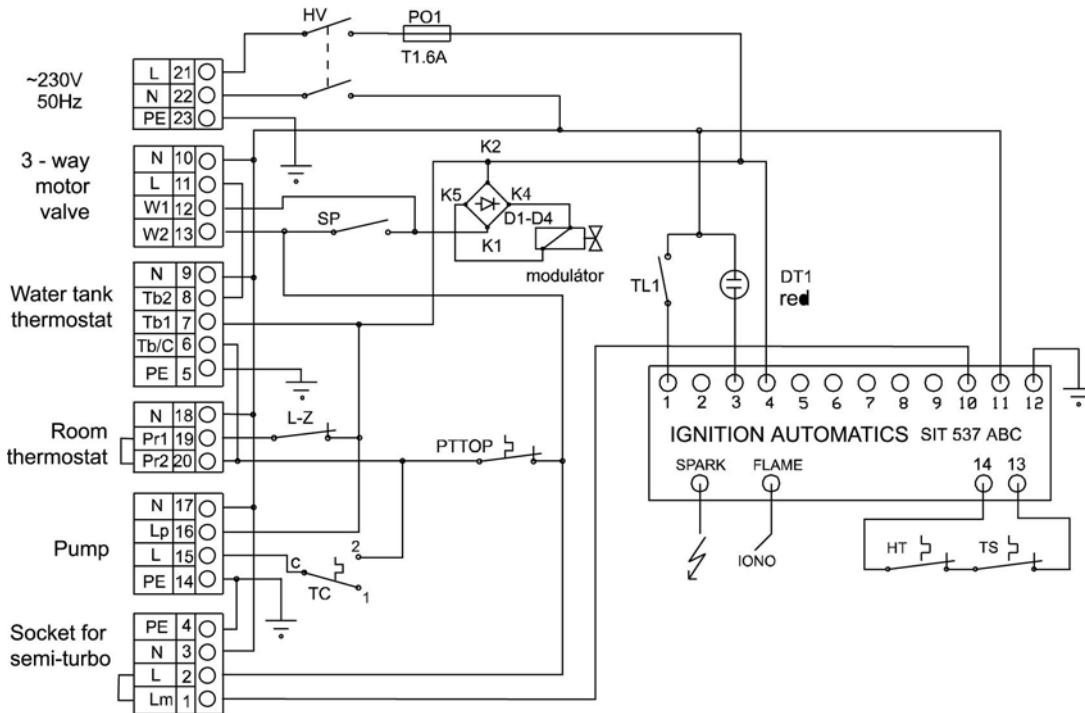 HV
PO1
T1.6A
~230V
50Hz
L 21
N 22
PE 23
3 - way
motor
valve
N 10
L 11
W1 12
W2 13
SP
K2
K5
K4
D1-D4
K1
modulátor
TL1
DT1
red
Water tank
thermostat
N 9
Tb2 8
Tb1 7
Tb/C 6
PE 5
Room
thermostat
N 18
Pr1 19
Pr2 20
L-Z
PTTOP
Pump
N 17
Lp 16
L 15
PE 14
C
2
TC
1
Socket for
semi-turbo
PE 4
N 3
L 2
Lm 1
1 2 3 4 5 6 7 8 9 10 11 12
IGNITION AUTOMATICS SIT 537 ABC
SPARK FLAME 14 13
IONO
HT TS